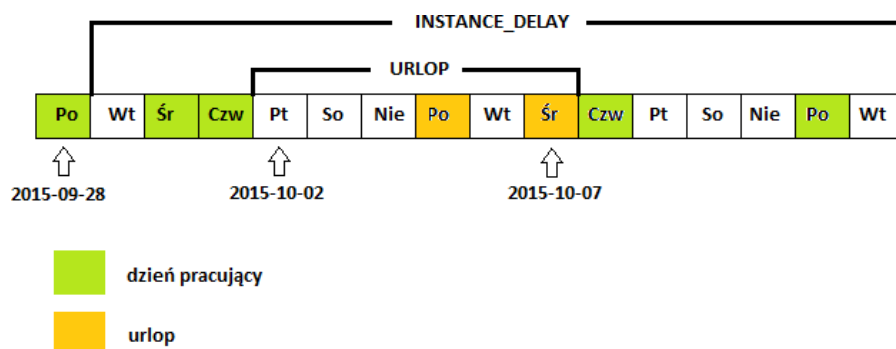 INSTANCE_DELAY
URLOP
Po Wt Śr Czw Pt So Nie Po Wt Śr Czw Pt So Nie Po Wt
2015-09-28 2015-10-02 2015-10-07
dzień pracujący
urlop